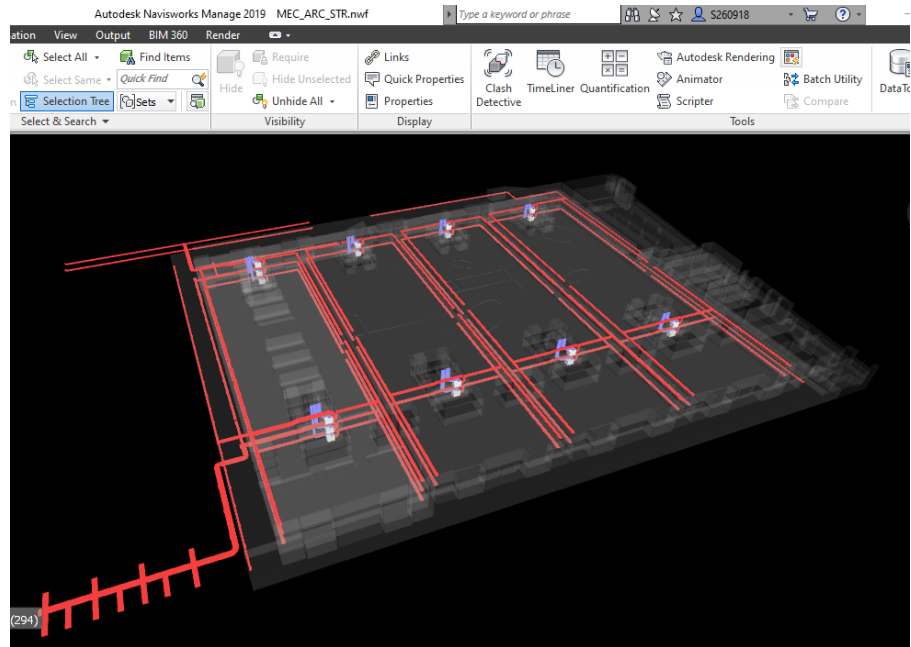 Autodesk Navisworks Manage 2019 MEC_ARC_STR.nwf Type a keyword or phrase S260918
ation View Output BIM 360 Render
Select All Find Items Require Links Autodesk Rendering
Select Same Quick Find Hide Unselected Quick Properties Animator Batch Utility
Selection Tree Sets Hide Unhide All Properties Clash Detective TimeLiner Quantification Scripter Compare DataTo
Select & Search Visibility Display Tools
(294)